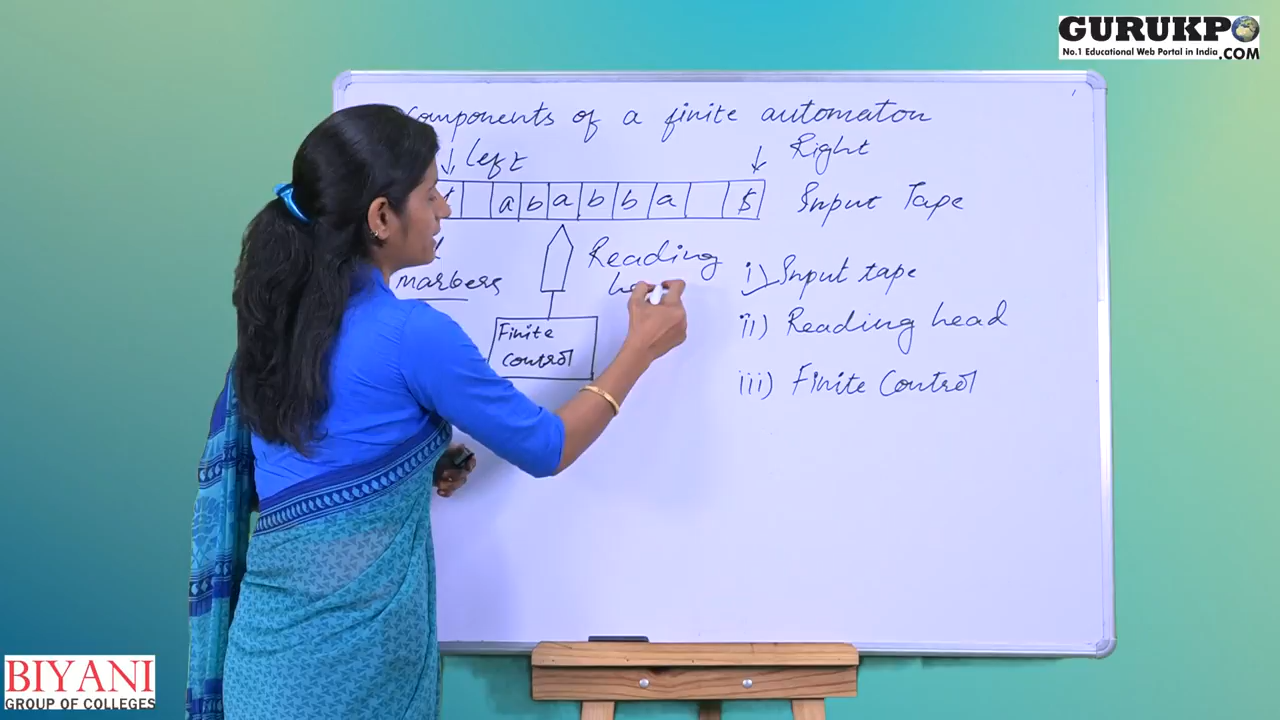 GURUKPO
No.1 Educational Web Portal in India .COM
Components of a finite automaton
left
Right
a b a b b a $
Input Tape
Reading
markers
i) Input tape
ii) Reading head
Finite
control
iii) Finite Control
BIYANI
GROUP OF COLLEGES